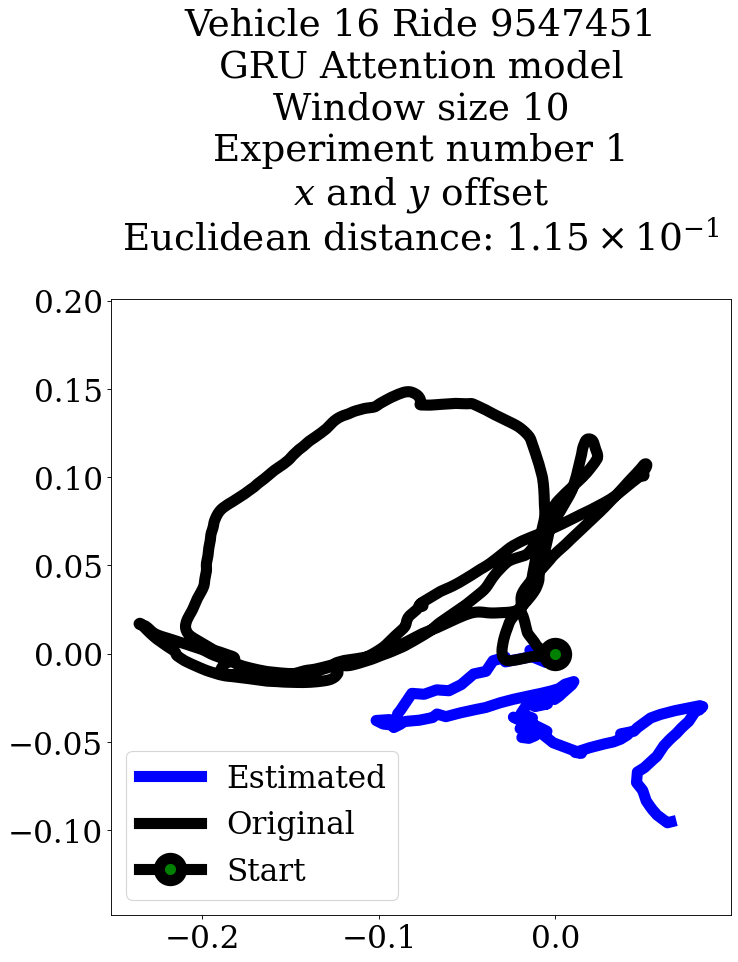 Vehicle 16 Ride 9547451
GRU Attention model
Window size 10
Experiment number 1
x and y offset
Euclidean distance: 1.15 × 10⁻¹
0.20
0.15
0.10
0.05
0.00
−0.05
−0.10
Estimated
Original
Start
−0.2 −0.1 0.0